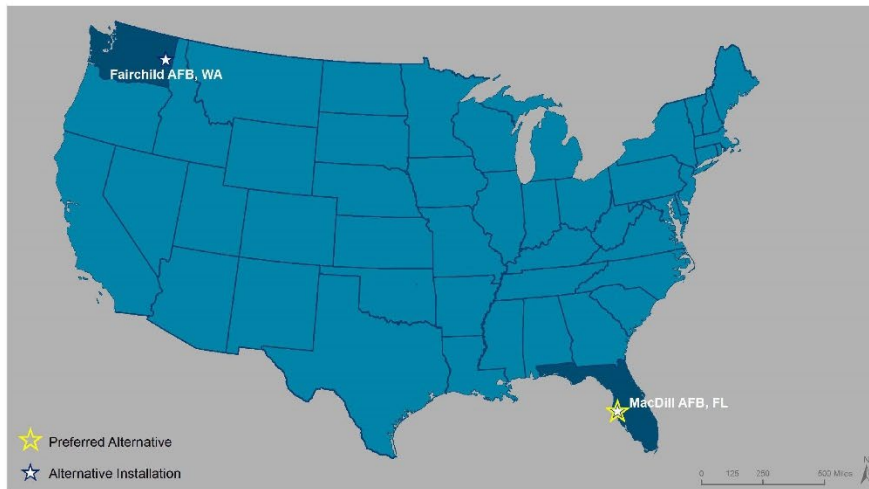 Fairchild AFB, WA
MacDill AFB, FL
Preferred Alternative
Alternative Installation
0 125 250 500 Miles
N